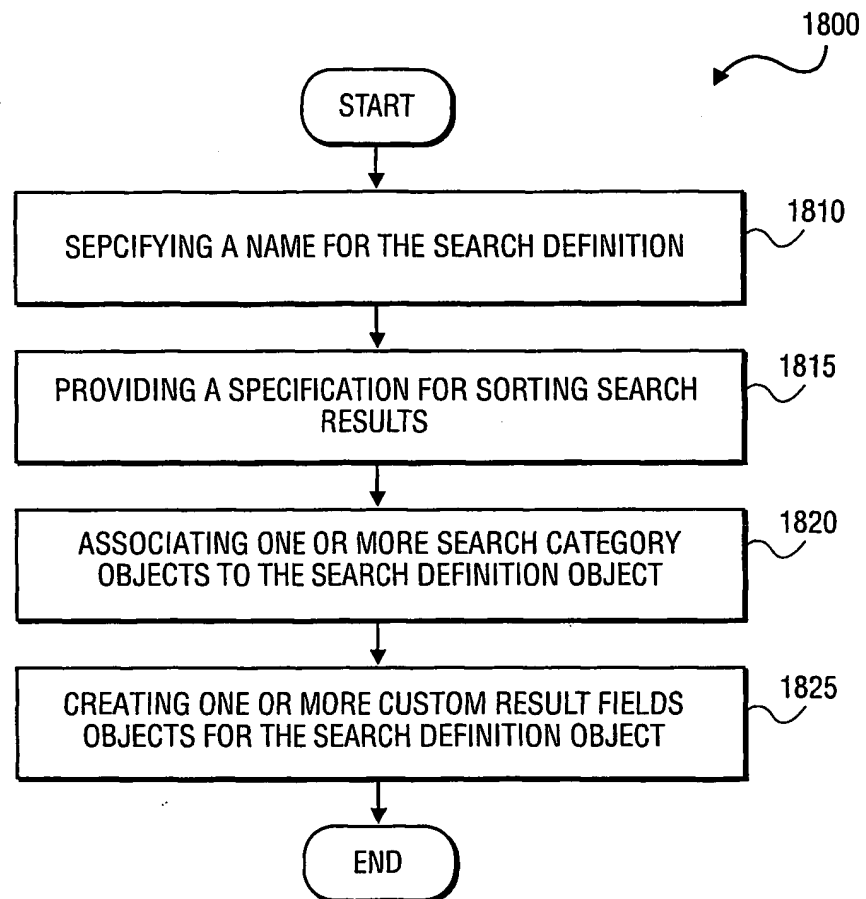 1800
START
SEPCIFYING A NAME FOR THE SEARCH DEFINITION
1810
PROVIDING A SPECIFICATION FOR SORTING SEARCH
RESULTS
1815
ASSOCIATING ONE OR MORE SEARCH CATEGORY
OBJECTS TO THE SEARCH DEFINITION OBJECT
1820
CREATING ONE OR MORE CUSTOM RESULT FIELDS
OBJECTS FOR THE SEARCH DEFINITION OBJECT
1825
END